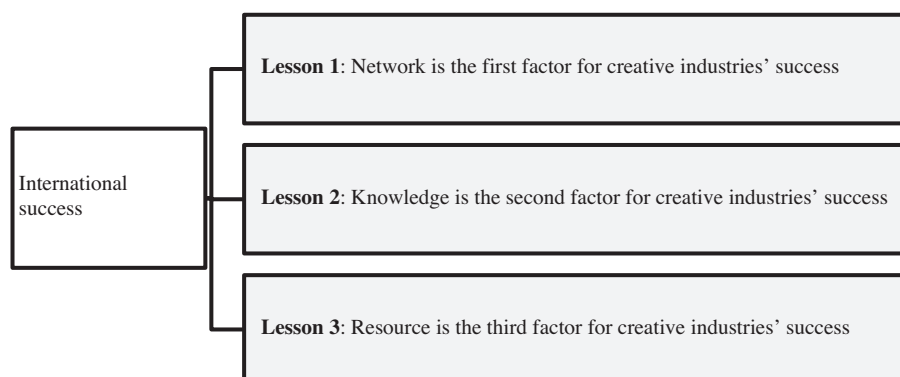 Lesson 1: Network is the first factor for creative industries’ success
International
success
Lesson 2: Knowledge is the second factor for creative industries’ success
Lesson 3: Resource is the third factor for creative industries’ success